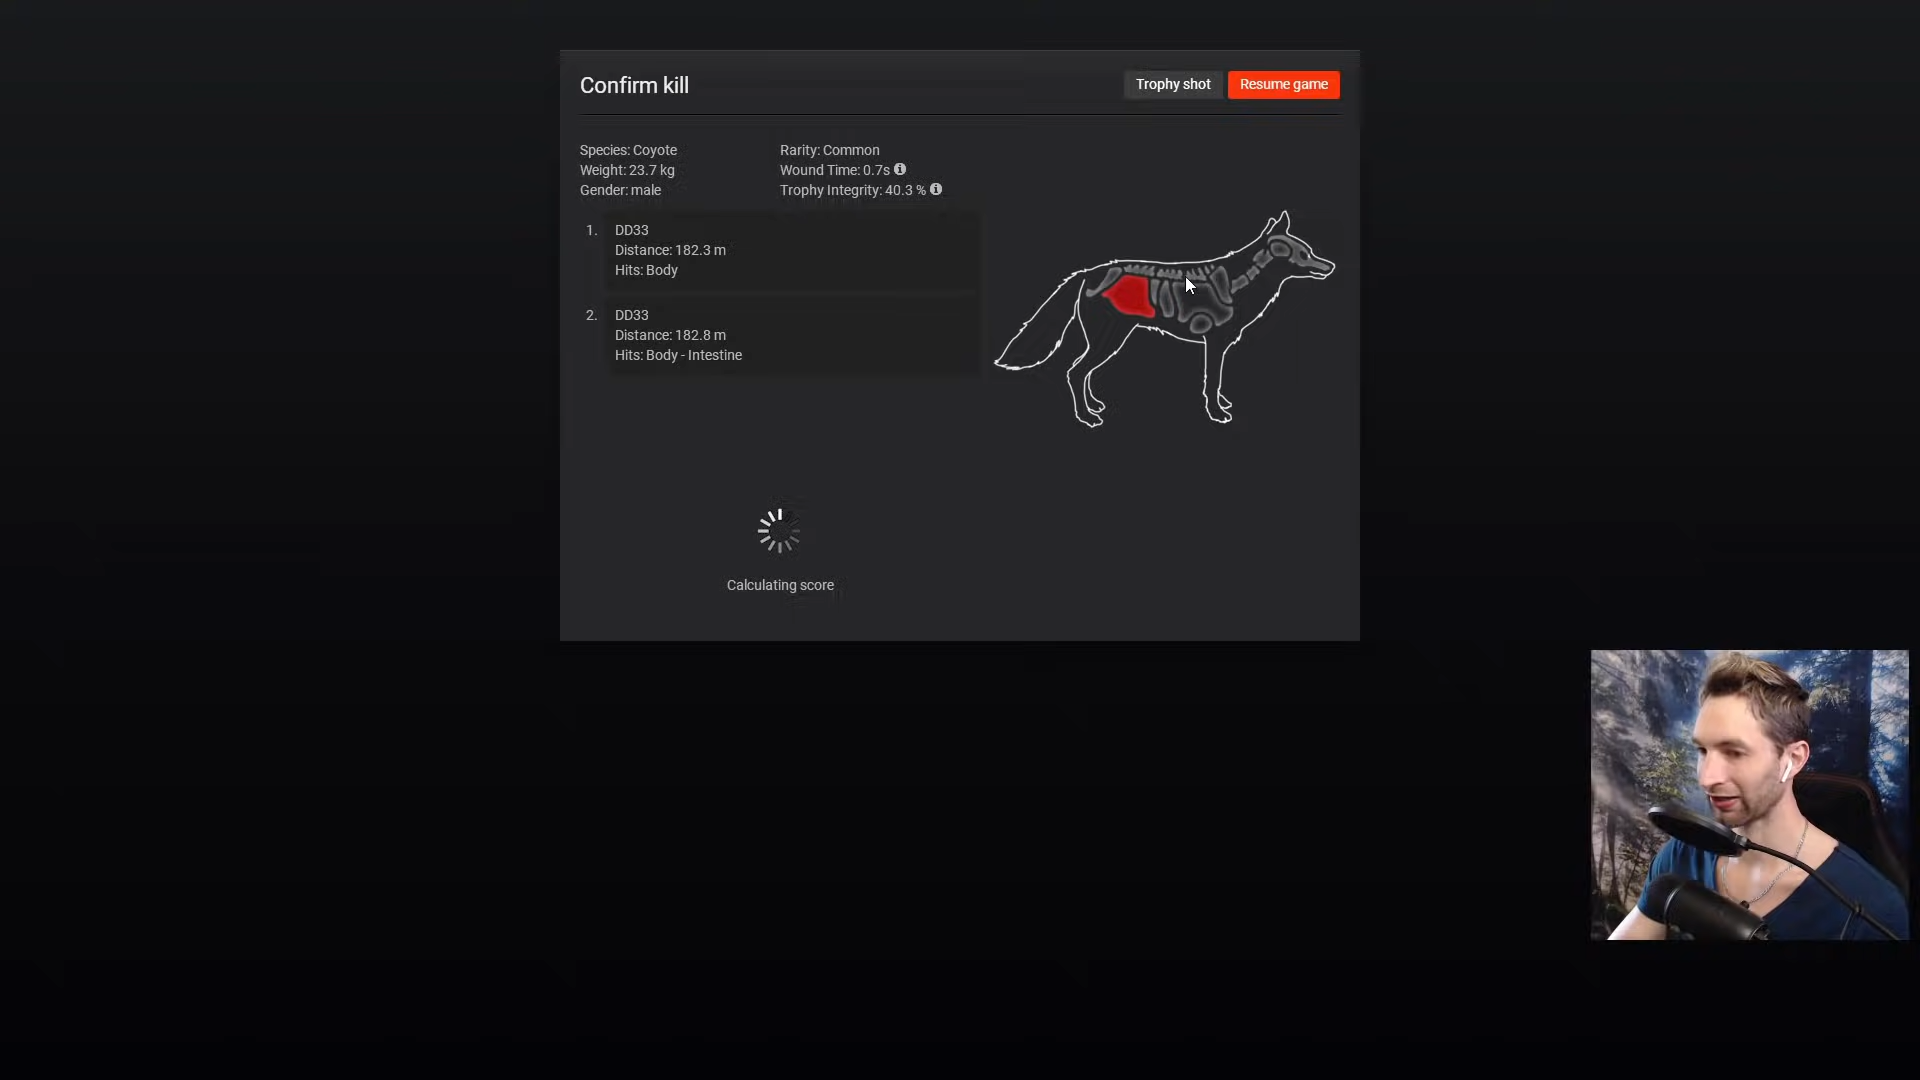 Confirm kill
Trophy shot
Resume game
Species: Coyote
Weight: 23.7 kg
Gender: male
Rarity: Common
Wound Time: 0.7s
Trophy Integrity: 40.3 %
1.
DD33
Distance: 182.3 m
Hits: Body
2.
DD33
Distance: 182.8 m
Hits: Body - Intestine
Calculating score